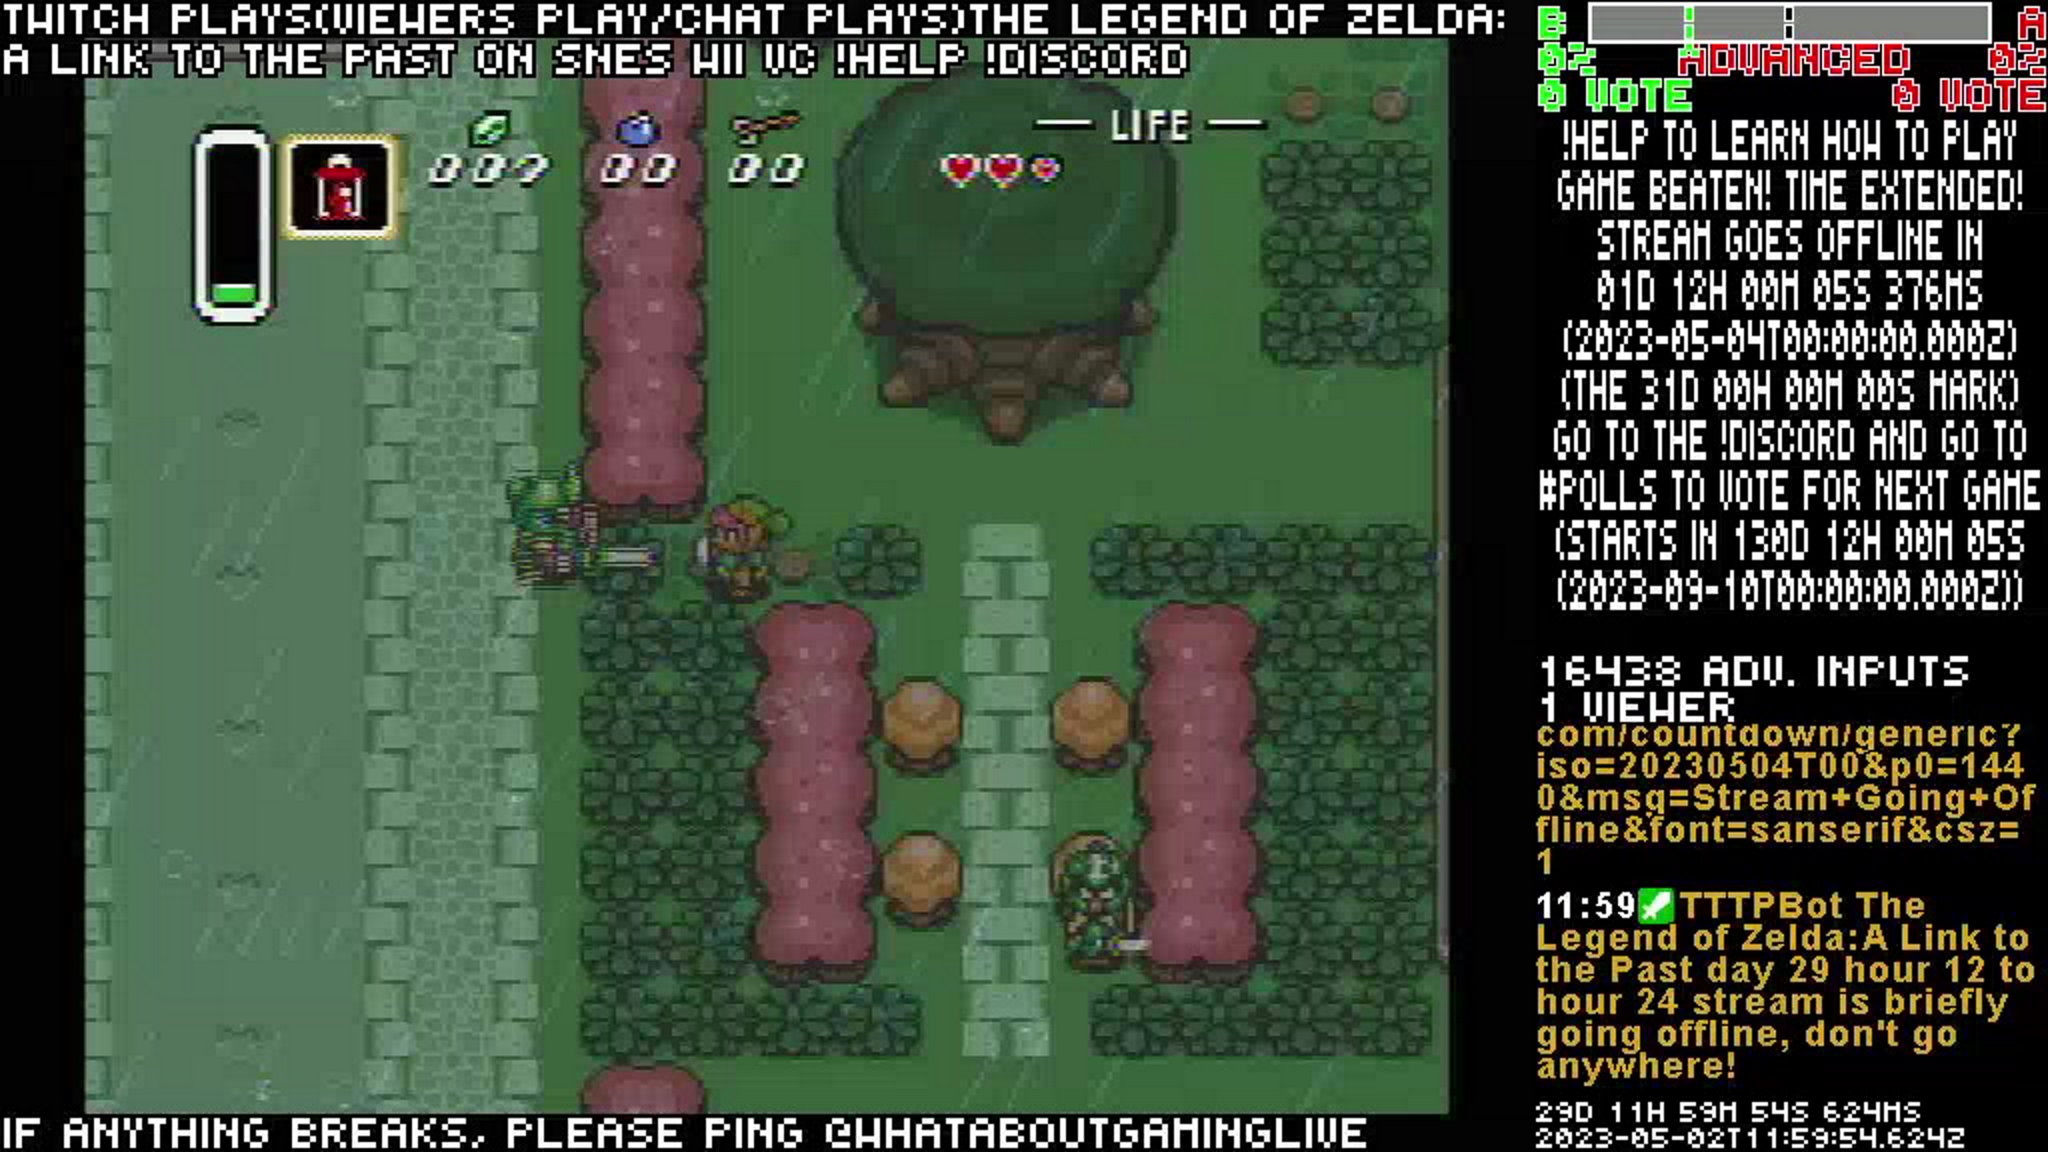 TWITCH PLAYS(VIEWERS PLAY/CHAT PLAYS)THE LEGEND OF ZELDA:
A LINK TO THE PAST ON SNES WII VC !HELP !DISCORD
B A
0% ADVANCED 0%
0 VOTE 0 VOTE
— LIFE —
009 00 00
!HELP TO LEARN HOW TO PLAY
GAME BEATEN! TIME EXTENDED!
STREAM GOES OFFLINE IN
01D 12H 00M 05S 376MS
(2023-05-04T00:00:00.000Z)
(THE 31D 00H 00M 00S MARK)
GO TO THE !DISCORD AND GO TO
#POLLS TO VOTE FOR NEXT GAME
(STARTS IN 130D 12H 00M 05S
(2023-09-10T00:00:00.000Z))
16438 ADV. INPUTS
1 VIEWER
com/countdown/generic?
iso=20230504T00&p0=144
0&msg=Stream+Going+Of
fline&font=sanserif&csz=
1
11:59 TTTPBot The
Legend of Zelda:A Link to
the Past day 29 hour 12 to
hour 24 stream is briefly
going offline, don't go
anywhere!
29D 11H 59M 54S 624MS
2023-05-02T11:59:54.624Z
IF ANYTHING BREAKS, PLEASE PING @WHATABOUTGAMINGLIVE